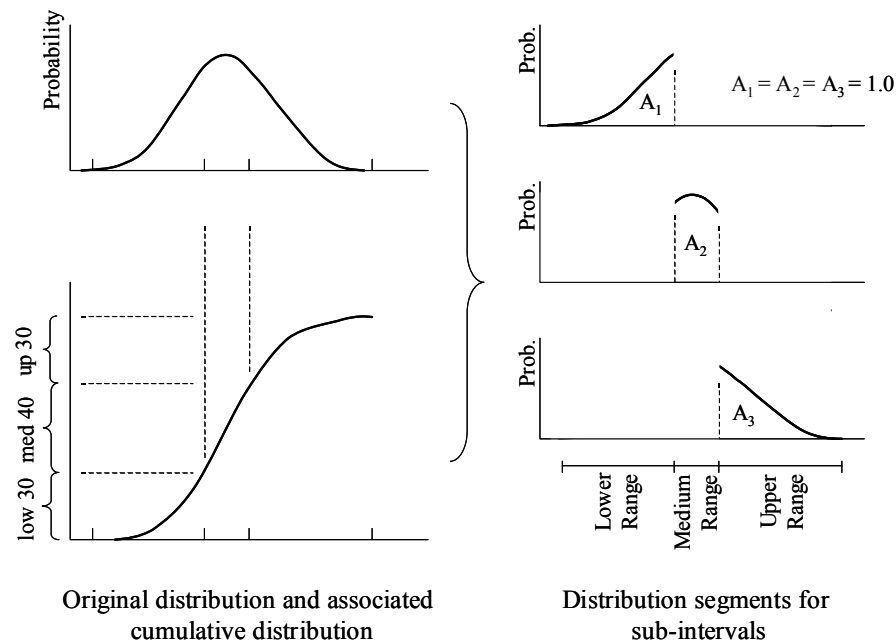 Probability
up 30
med 40
low 30
Original distribution and associated
cumulative distribution
Prob.
A1
A1 = A2 = A3 = 1.0
Prob.
A2
Prob.
A3
Lower
Range
Medium
Range
Upper
Range
Distribution segments for
sub-intervals